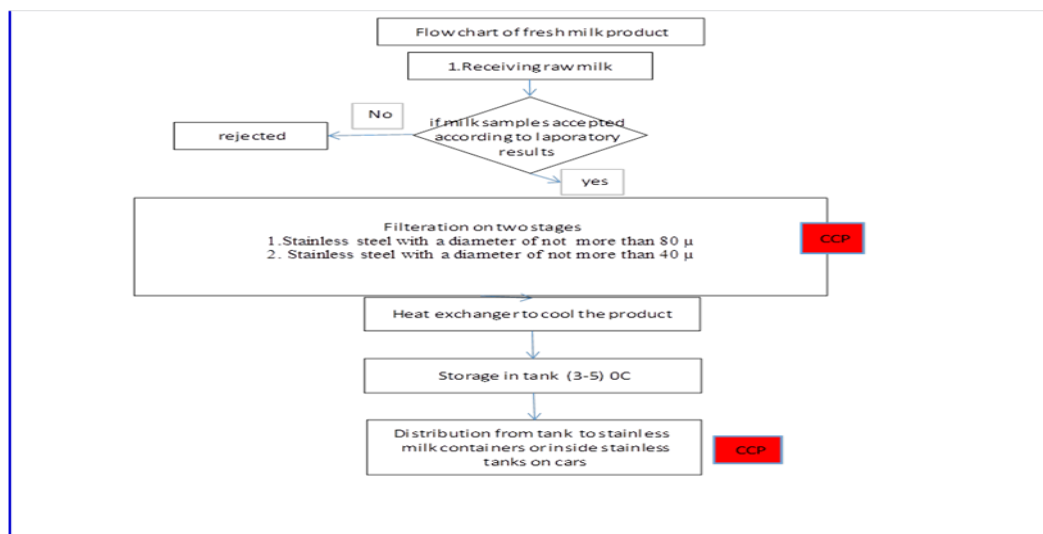 Flow chart of fresh milk product
1.Receiving raw milk
No
if milk samples accepted
according to laporatory
results
rejected
yes
Filteration on two stages
1.Stainless steel with a diameter of not more than 80 µ
2. Stainless steel with a diameter of not more than 40 µ
CCP
Heat exchanger to cool the product
Storage in tank (3-5) 0C
Distribution from tank to stainless
milk containers or inside stainless
tanks on cars
CCP